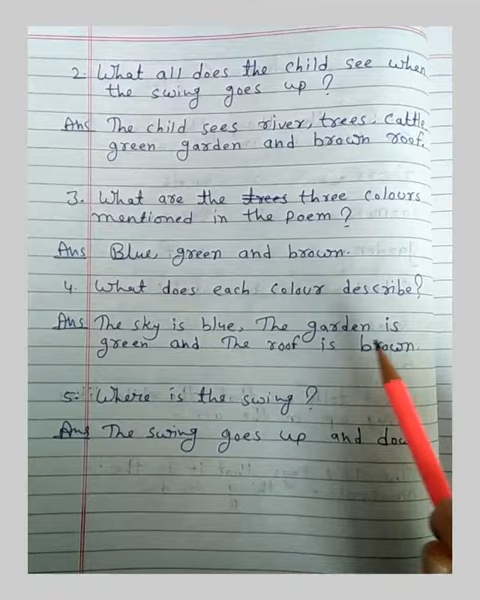 2. What all does the child see when
the swing goes up ?
Ans The child sees river, trees, cattle
green garden and brown roof.
3. What are the trees three colours
mentioned in the poem ?
Ans Blue, green and brown.
4. What does each colour describe?
Ans The sky is blue, The garden is
green and The roof is brown.
5. Where is the swing ?
Ans The swing goes up and dow